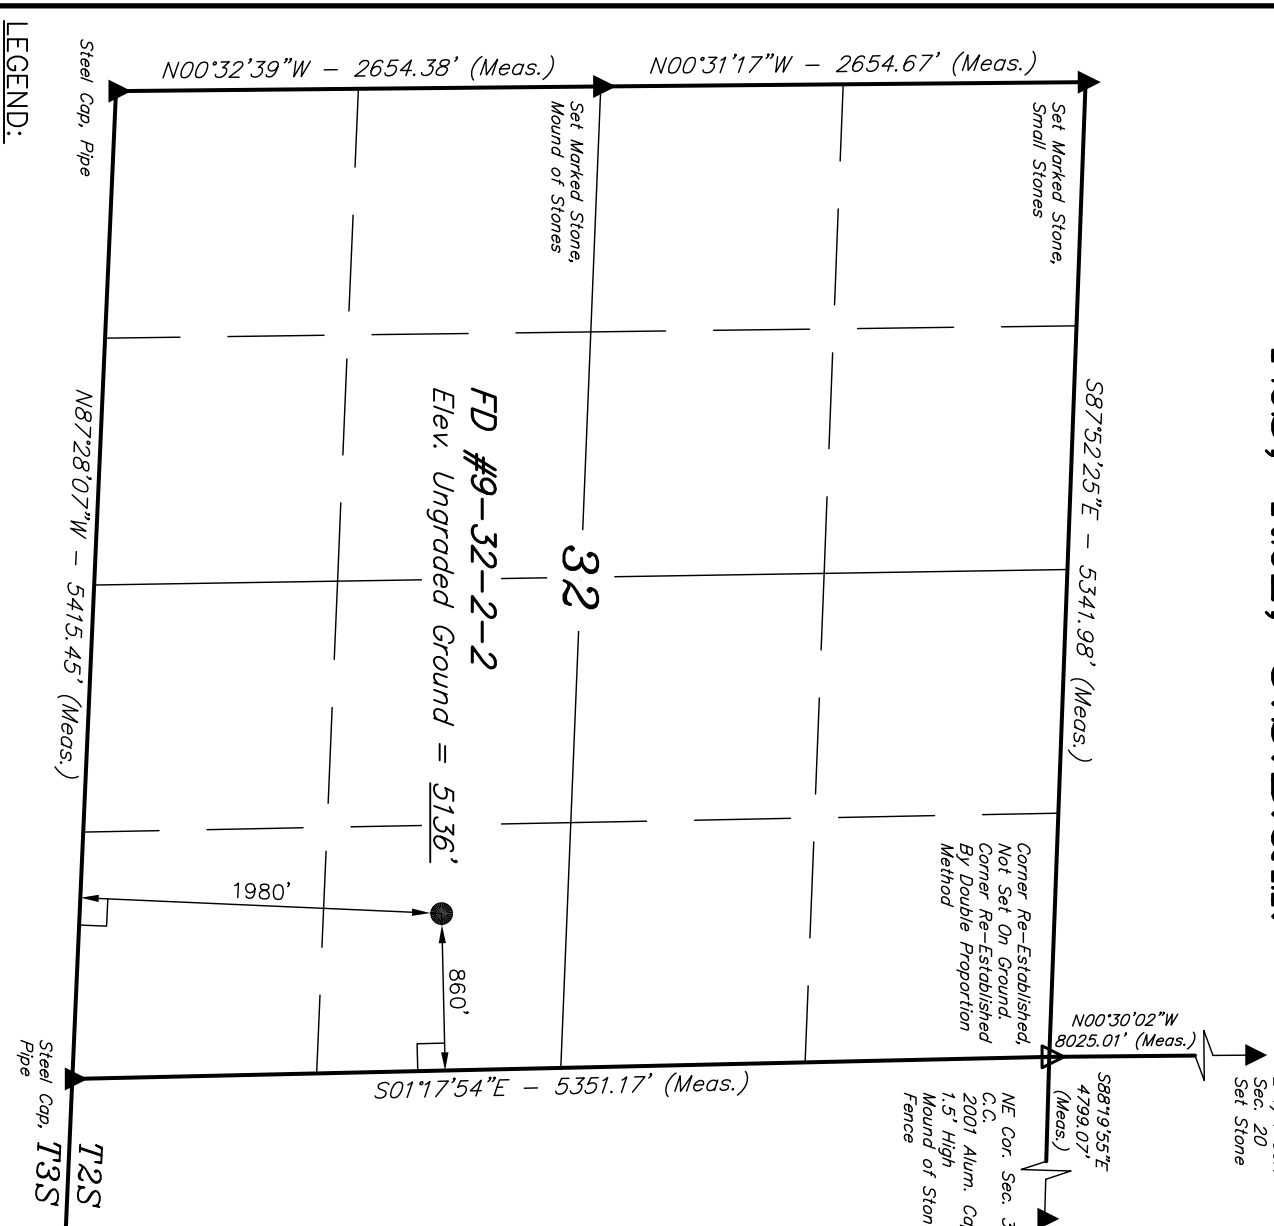 N00°30'02"W
8025.01' (Meas.)
Sec. 20
Set Stone
S88°19'55"E
4799.07'
(Meas.)
NE Cor. Sec.
C.C.
2001 Alum.
1.5' High
Mound of
Fence
S87°52'25"E – 5341.98' (Meas.)
Set Marked Stone,
Small Stones
Corner Re-Established,
Not Set On Ground.
Corner Re-Established
By Double Proportion
Method
N00°31'17"W – 2654.67' (Meas.)
N00°32'39"W – 2654.38' (Meas.)
Set Marked Stone,
Mound of Stones
32
FD #9-32-2-2
Elev. Ungraded Ground = 5136'
860'
1980'
S01°17'54"E – 5351.17' (Meas.)
Steel Cap, Pipe
N87°28'07"W – 5415.45' (Meas.)
Steel Cap,
Pipe
T2S
T3S
LEGEND: